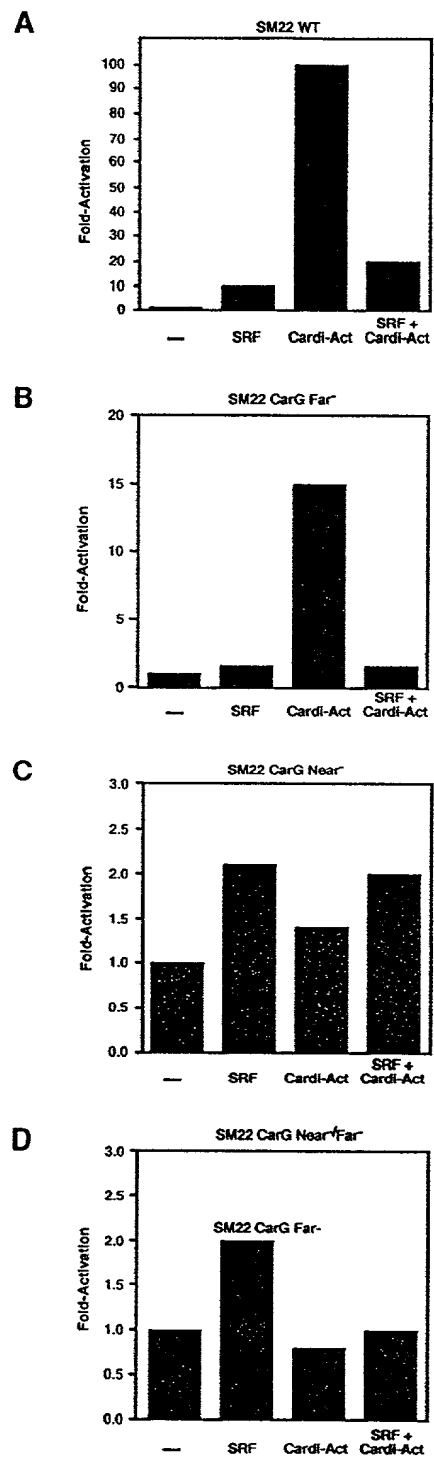 A
SM22 WT
Fold-Activation
100
90
80
70
60
50
40
30
20
10
0
— SRF Cardi-Act SRF + Cardi-Act
B
SM22 CarG Far⁻
Fold-Activation
20
15
10
5
0
— SRF Cardi-Act SRF + Cardi-Act
C
SM22 CarG Near⁻
Fold-Activation
3.0
2.5
2.0
1.5
1.0
0.5
0.0
— SRF Cardi-Act SRF + Cardi-Act
D
SM22 CarG Near⁻/Far⁻
SM22 CarG Far-
Fold-Activation
3.0
2.5
2.0
1.5
1.0
0.5
0.0
— SRF Cardi-Act SRF + Cardi-Act